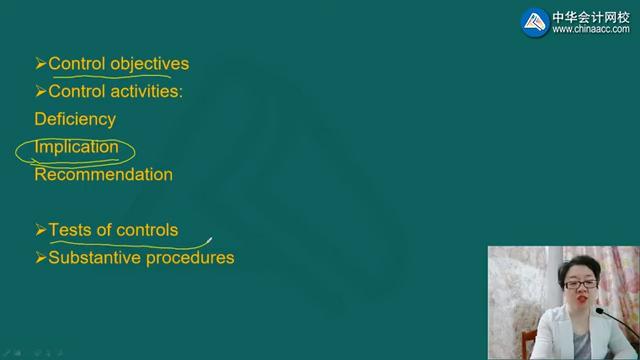 中华会计网校
www.chinaacc.com
➢Control objectives
➢Control activities:
Deficiency
Implication
Recommendation
➢Tests of controls
➢Substantive procedures